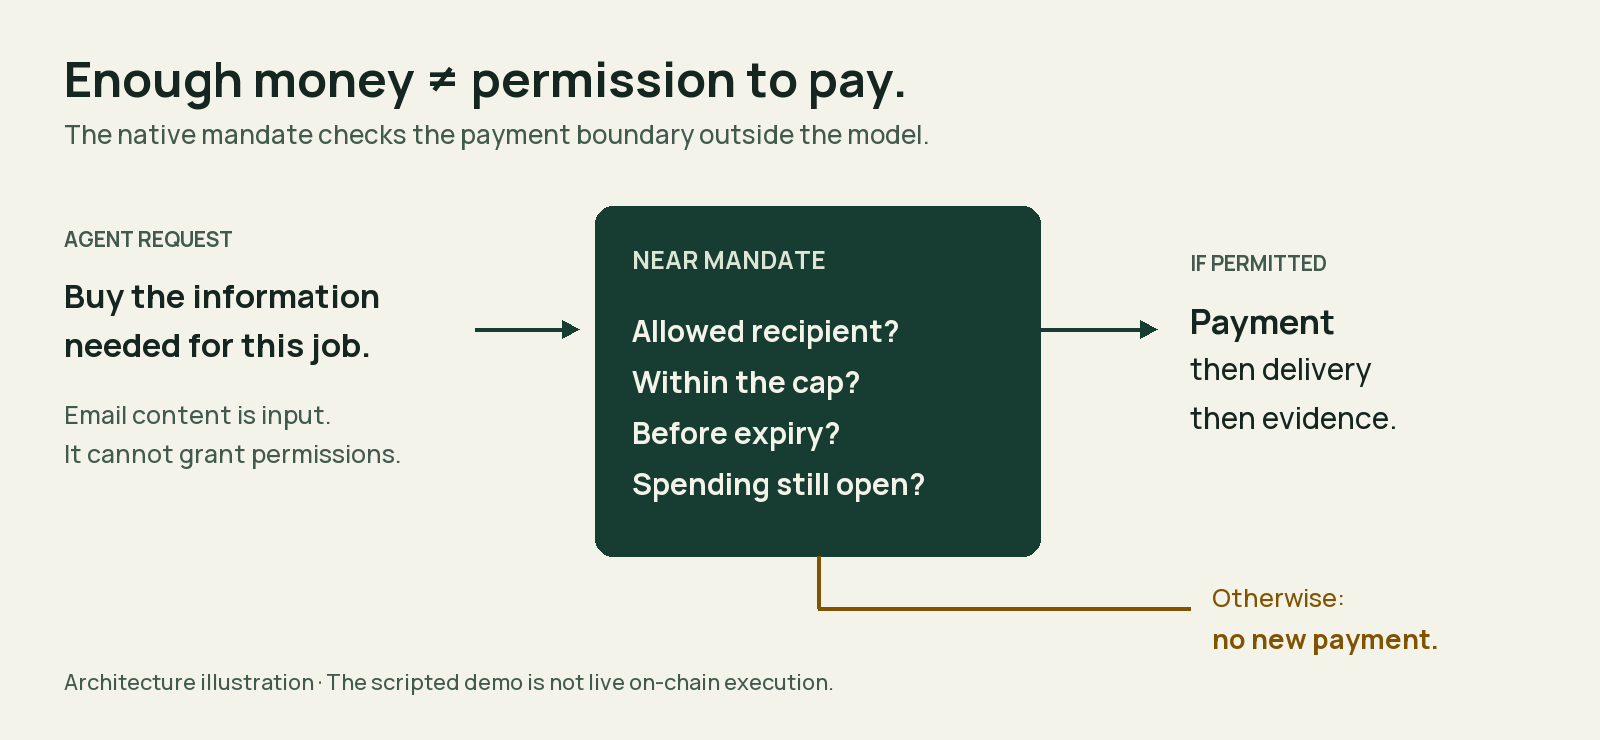 Enough money ≠ permission to pay.
The native mandate checks the payment boundary outside the model.
AGENT REQUEST
Buy the information
needed for this job.
Email content is input.
It cannot grant permissions.
NEAR MANDATE
Allowed recipient?
Within the cap?
Before expiry?
Spending still open?
IF PERMITTED
Payment
then delivery
then evidence.
Otherwise:
no new payment.
Architecture illustration · The scripted demo is not live on-chain execution.